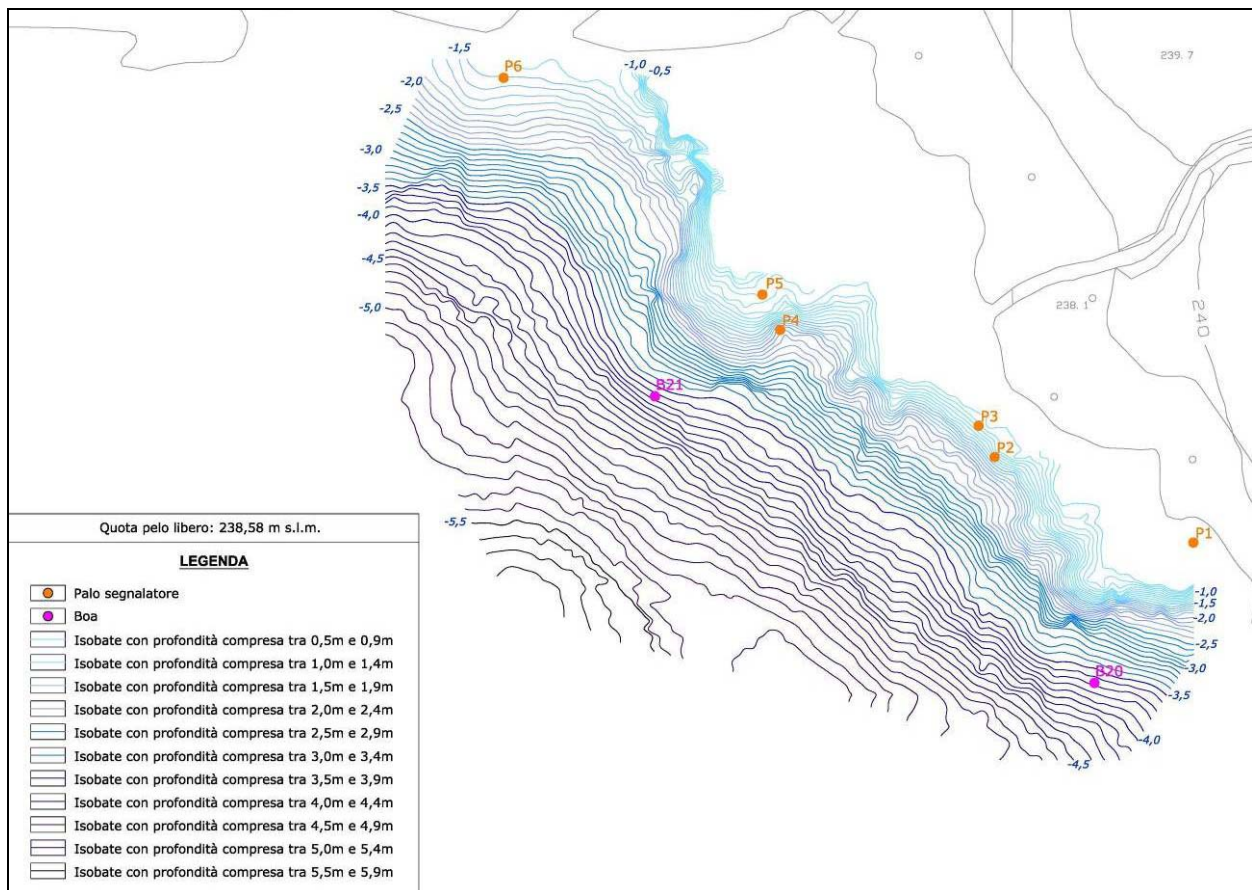 -1,5
P6
-1,0
-0,5
-2,0
239. 7
-2,5
-3,0
-3,5
-4,0
-4,5
P5
-5,0
238. 1
240
P4
B21
P3
P2
-5,5
P1
-1,0
-1,5
-2,0
-2,5
-3,0
B20
-3,5
-4,0
-4,5
Quota pelo libero: 238,58 m s.l.m.
LEGENDA
Palo segnalatore
Boa
Isobate con profondità compresa tra 0,5m e 0,9m
Isobate con profondità compresa tra 1,0m e 1,4m
Isobate con profondità compresa tra 1,5m e 1,9m
Isobate con profondità compresa tra 2,0m e 2,4m
Isobate con profondità compresa tra 2,5m e 2,9m
Isobate con profondità compresa tra 3,0m e 3,4m
Isobate con profondità compresa tra 3,5m e 3,9m
Isobate con profondità compresa tra 4,0m e 4,4m
Isobate con profondità compresa tra 4,5m e 4,9m
Isobate con profondità compresa tra 5,0m e 5,4m
Isobate con profondità compresa tra 5,5m e 5,9m